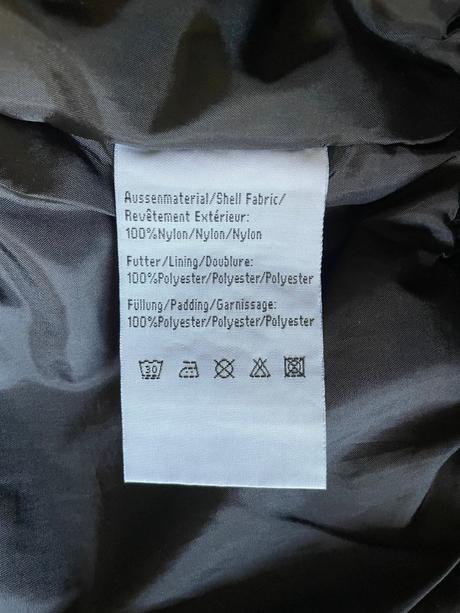 Aussenmaterial/Shell Fabric/
Revêtement Extérieur:
100%Nylon/Nylon/Nylon
Futter/Lining/Doublure:
100%Polyester/Polyester/Polyester
Füllung/Padding/Garnissage:
100%Polyester/Polyester/Polyester
30